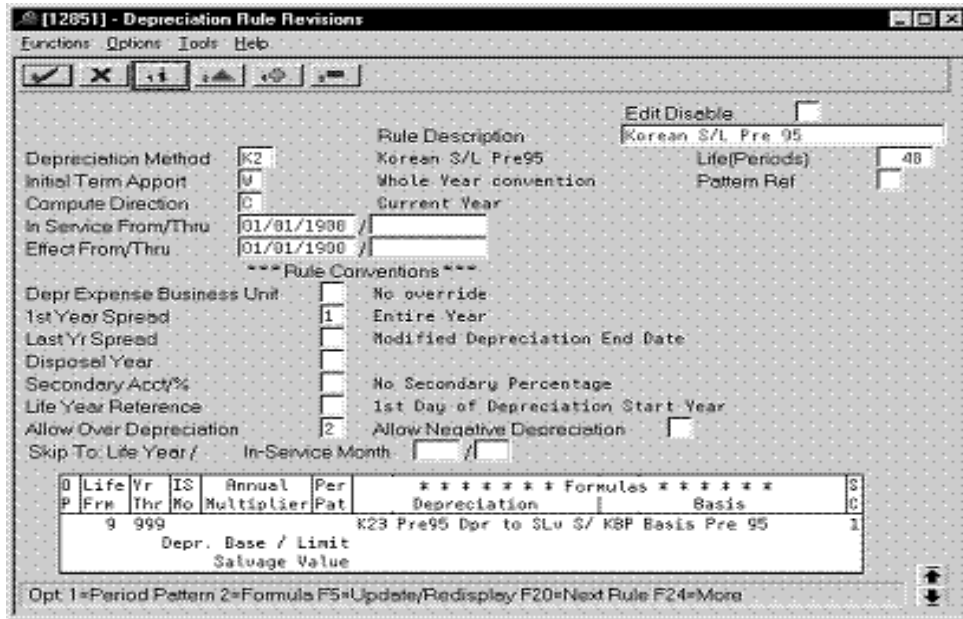 [12851] - Depreciation Rule Revisions
Functions Options Tools Help
Edit Disable
Rule Description Korean S/L Pre 95
Depreciation Method K2 Korean S/L Pre95 Life(Periods) 48
Initial Term Apport W Whole Year convention Pattern Ref
Compute Direction C Current Year
In Service From/Thru 01/01/1900 /
Effect From/Thru 01/01/1900 /
*** Rule Conventions ***
Depr Expense Business Unit No override
1st Year Spread 1 Entire Year
Last Yr Spread Modified Depreciation End Date
Disposal Year
Secondary Acct/% No Secondary Percentage
Life Year Reference 1st Day of Depreciation Start Year
Allow Over Depreciation 2 Allow Negative Depreciation
Skip To: Life Year / In-Service Month /
O Life Yr IS Annual Per * * * * * * * Formulas * * * * * * S
P Frm Thr Mo Multiplier Pat Depreciation | Basis C
9 999 K23 Pre95 Dpr to SLv S/ KBP Basis Pre 95 1
Depr. Base / Limit
Salvage Value
Opt: 1=Period Pattern 2=Formula F5=Update/Redisplay F20=Next Rule F24=More